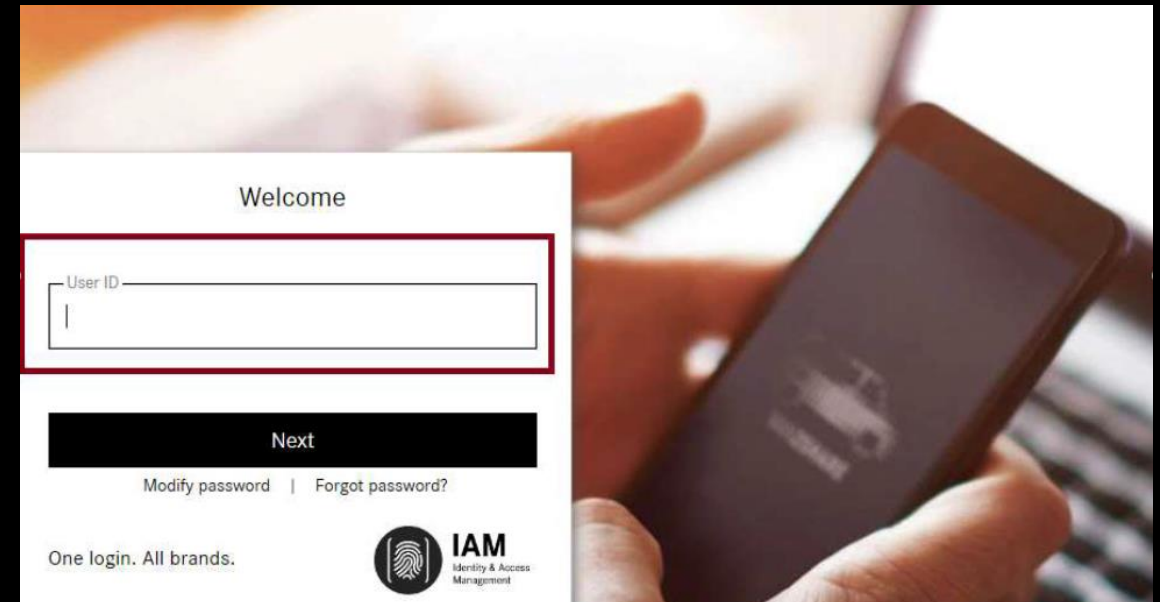 Welcome
User ID
Next
Modify password | Forgot password?
One login. All brands.
IAM
Identity & Access
Management